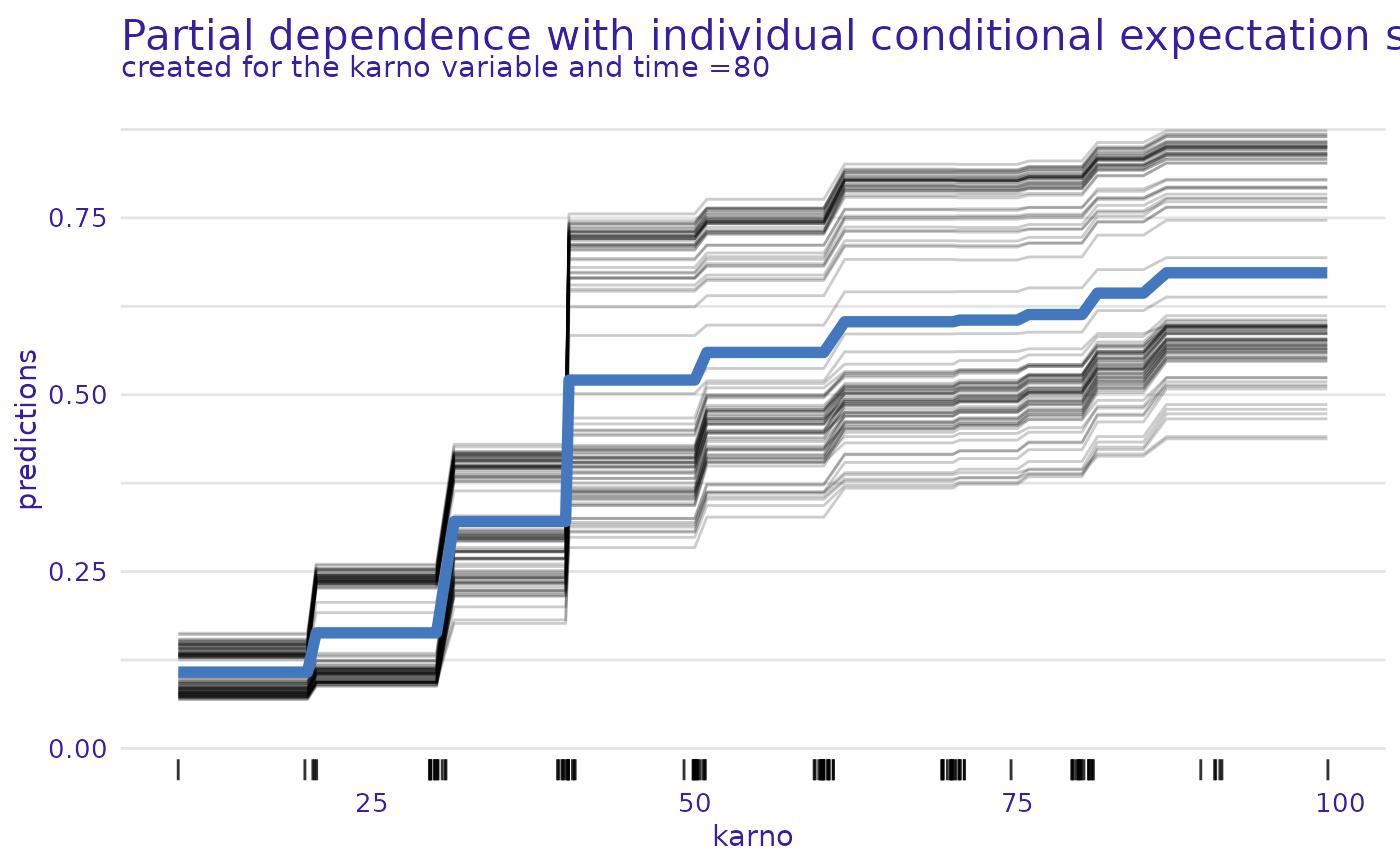 Partial dependence with individual conditional expectation s
created for the karno variable and time =80
predictions
0.75
0.50
0.25
0.00
25 50 75 100
karno